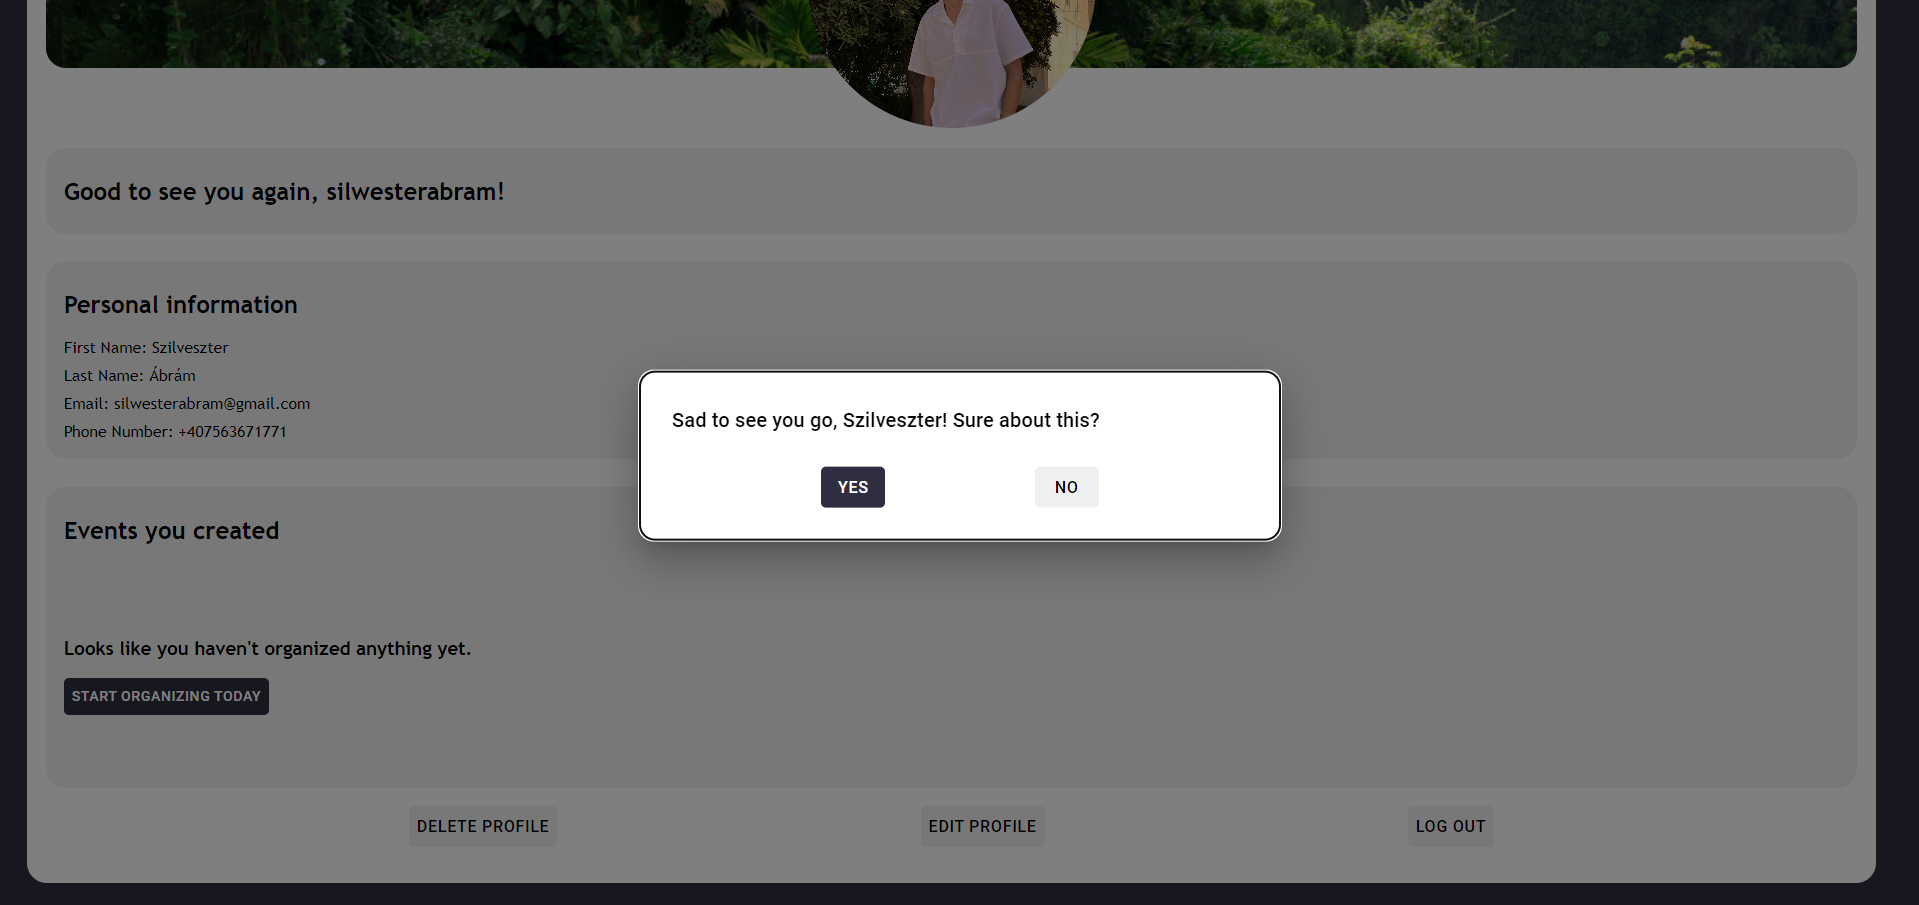 Good to see you again, silwesterabram!
Personal information
First Name: Szilveszter
Last Name: Ábrám
Email: silwesterabram@gmail.com
Phone Number: +407563671771
Sad to see you go, Szilveszter! Sure about this?
YES
NO
Events you created
Looks like you haven't organized anything yet.
START ORGANIZING TODAY
DELETE PROFILE
EDIT PROFILE
LOG OUT